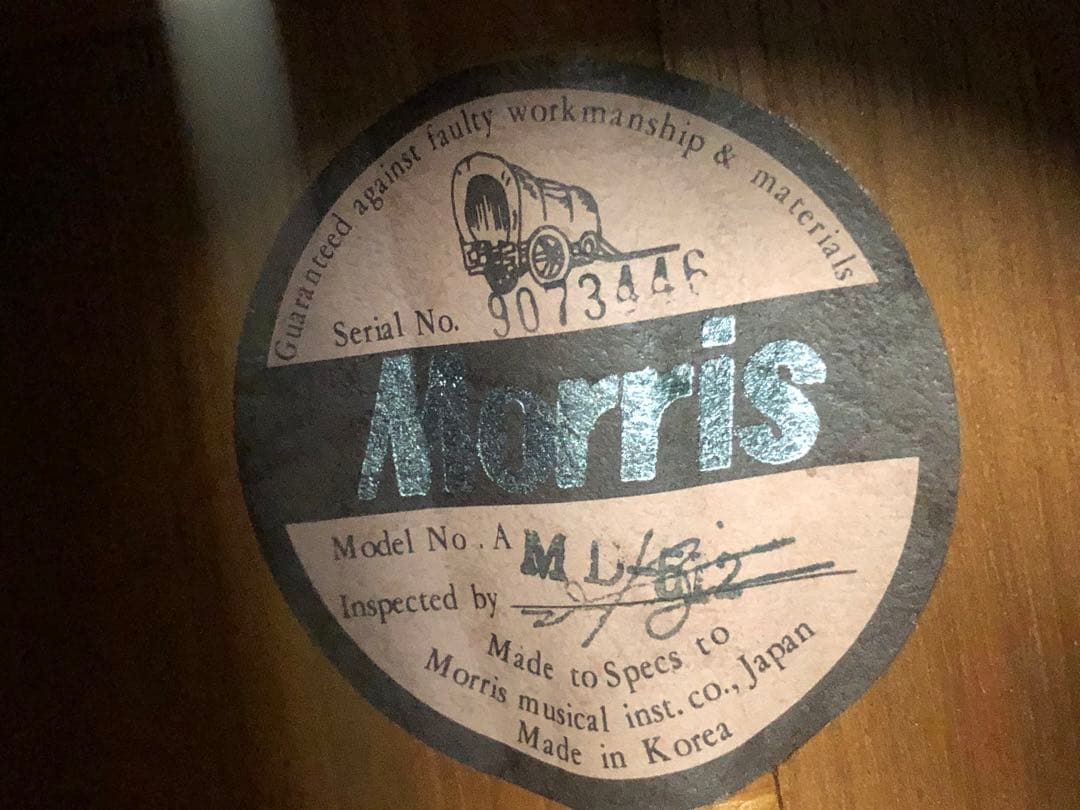 Guaranteed against faulty workmanship & materials
Serial No. 9073446
Morris
Model No. A M D
Inspected by
Made to Specs to
Morris musical inst. co., Japan
Made in Korea